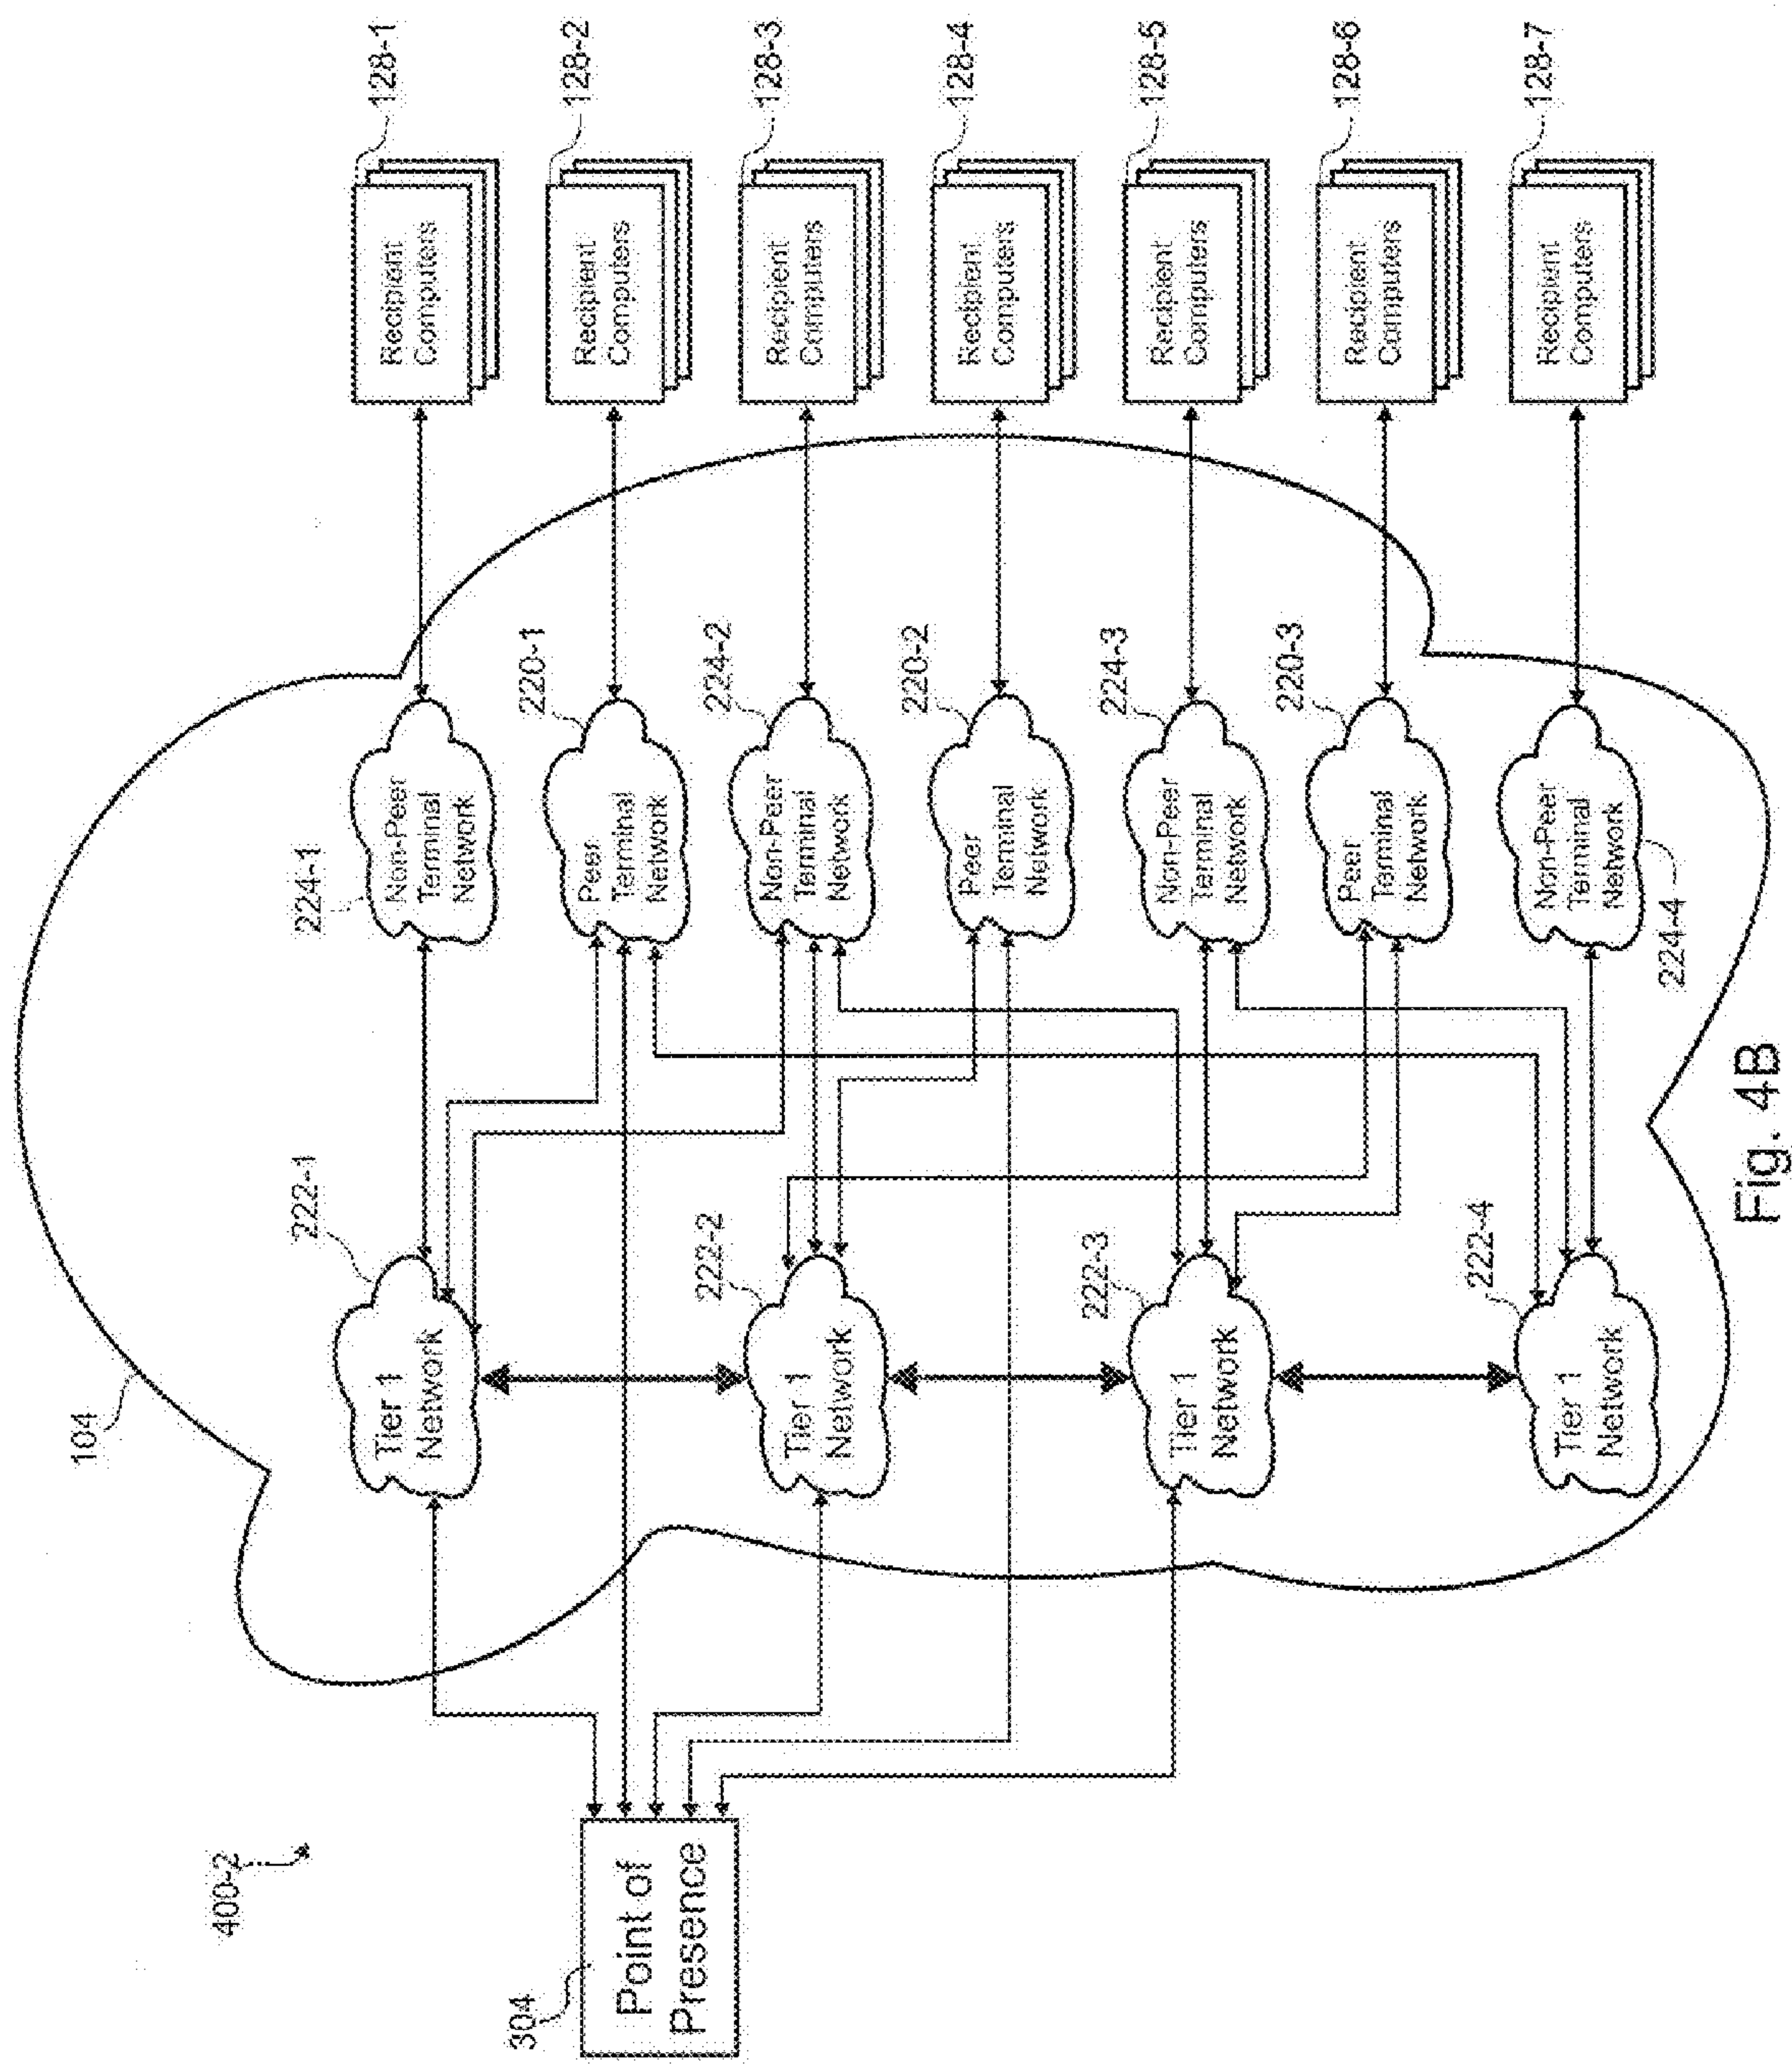 400-2
104
304
Point of
Presence
222-1
Tier 1
Network
222-2
Tier 1
Network
222-3
Tier 1
Network
222-4
Tier 1
Network
224-1
Non-Peer
Terminal
Network
220-1
Peer
Terminal
Network
224-2
Non-Peer
Terminal
Network
220-2
Peer
Terminal
Network
224-3
Non-Peer
Terminal
Network
220-3
Peer
Terminal
Network
224-4
Non-Peer
Terminal
Network
128-1
Recipient
Computers
128-2
Recipient
Computers
128-3
Recipient
Computers
128-4
Recipient
Computers
128-5
Recipient
Computers
128-6
Recipient
Computers
128-7
Recipient
Computers
Fig. 4B